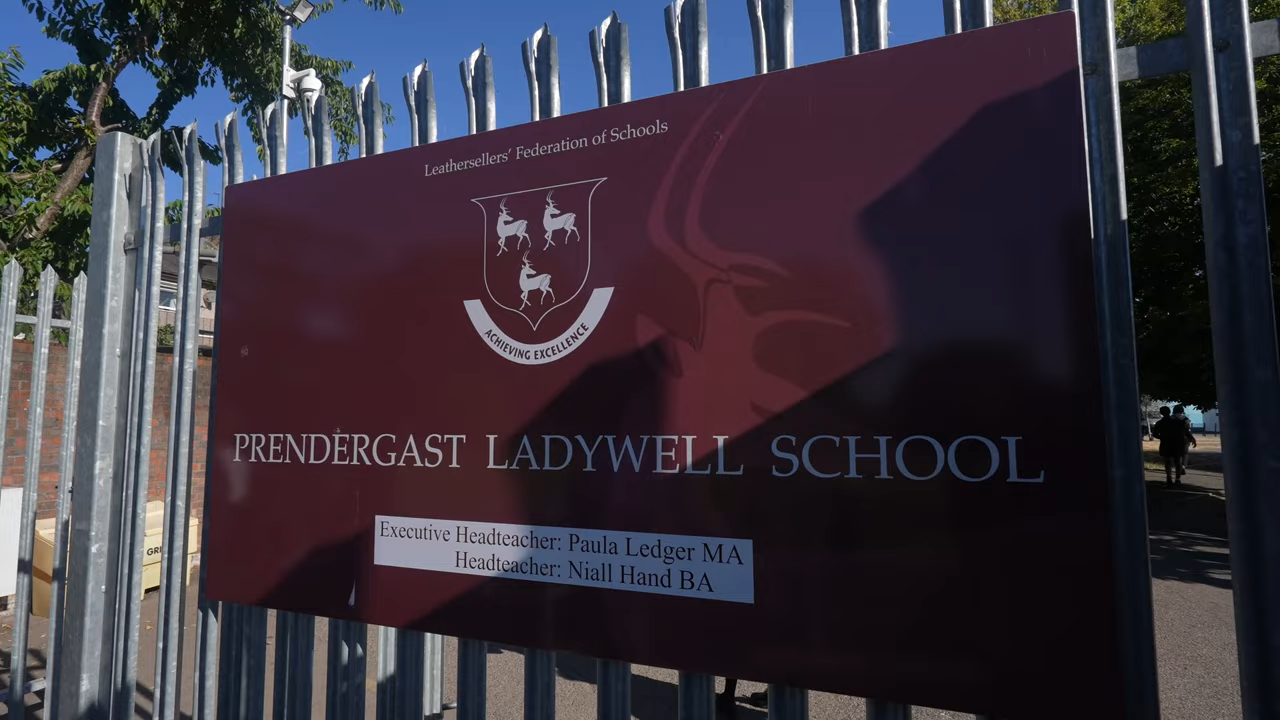 Leathersellers' Federation of Schools
ACHIEVING EXCELLENCE
PRENDERGAST LADYWELL SCHOOL
Executive Headteacher: Paula Ledger MA
Headteacher: Niall Hand BA